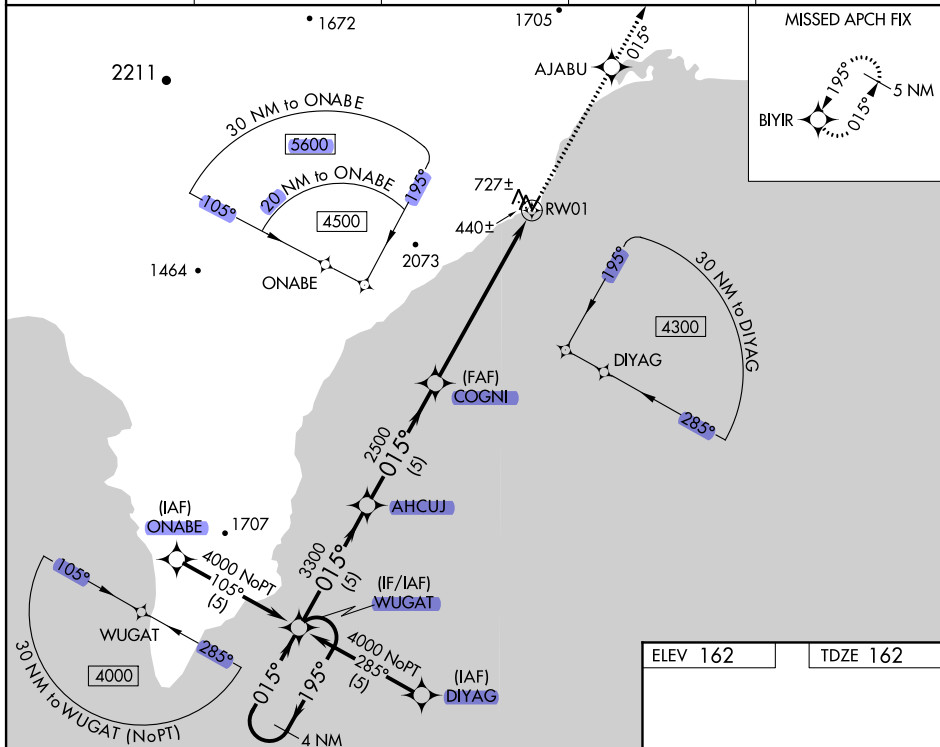 1672
1705
MISSED APCH FIX
2211
AJABU
015°
195°
5 NM
BIYIR
015°
30 NM to ONABE
5600
20 NM to ONABE
195°
105°
4500
727±
RW01
440±
2073
ONABE
1464
195°
30 NM to DIYAG
4300
DIYAG
285°
(FAF)
COGNI
2500
015°
(5)
AHCUJ
(IAF)
ONABE
1707
4000 NoPT
105°
(5)
3300
015°
(5)
(IF/IAF)
WUGAT
105°
WUGAT
285°
4000
30 NM to WUGAT (NoPT)
4000 NoPT
285°
(5)
(IAF)
DIYAG
015°
195°
4 NM
ELEV 162
TDZE 162